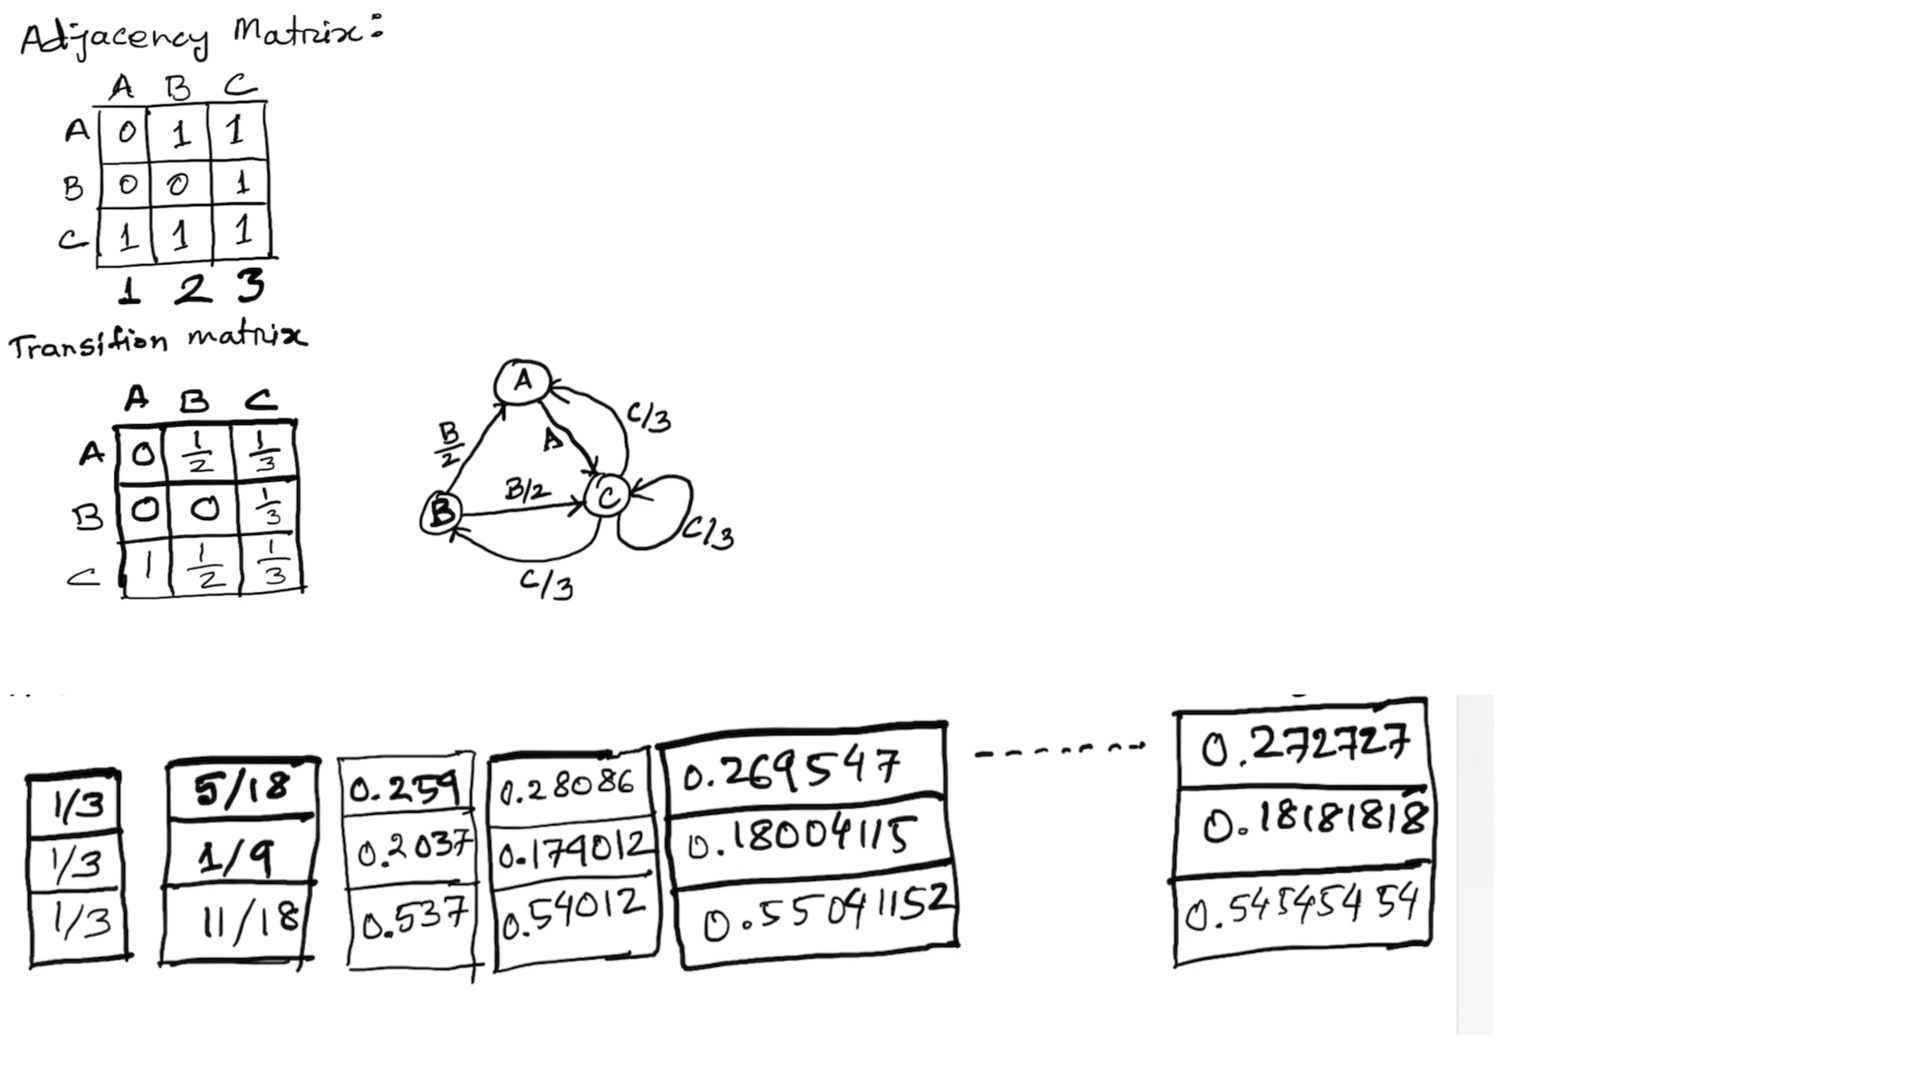 Adjacency Matrix:
A B C
A 0 1 1
B 0 0 1
C 1 1 1
1 2 3
Transition matrix
A B C
A 0 1/2 1/3
B 0 0 1/3
C 1 1/2 1/3
A
C/3
B/2
A
B/2
C
B
C/3
C/3
1/3 5/18 0.259 0.28086 0.269547 0.272727
1/3 1/9 0.2037 0.179012 0.18004115 0.18181818
1/3 11/18 0.537 0.54012 0.55041152 0.54545454